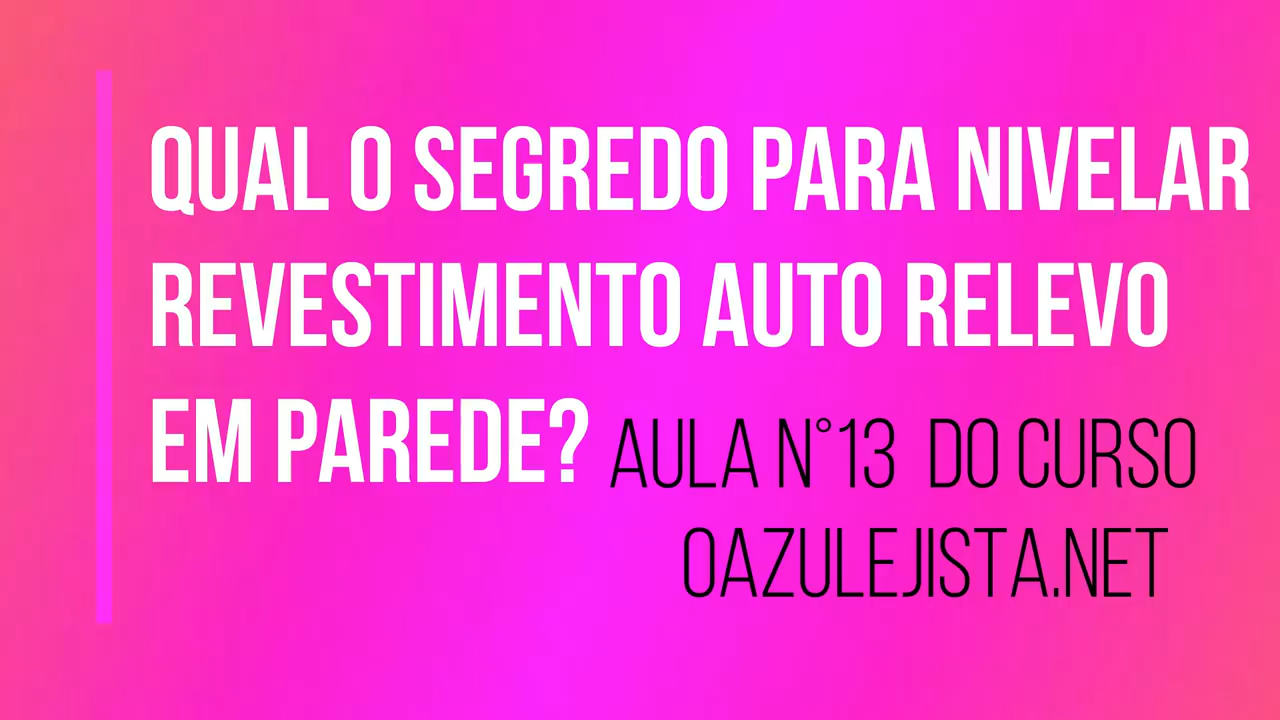 QUAL O SEGREDO PARA NIVELAR
REVESTIMENTO AUTO RELEVO
EM PAREDE?
AULA N°13 DO CURSO
OAZULEJISTA.NET